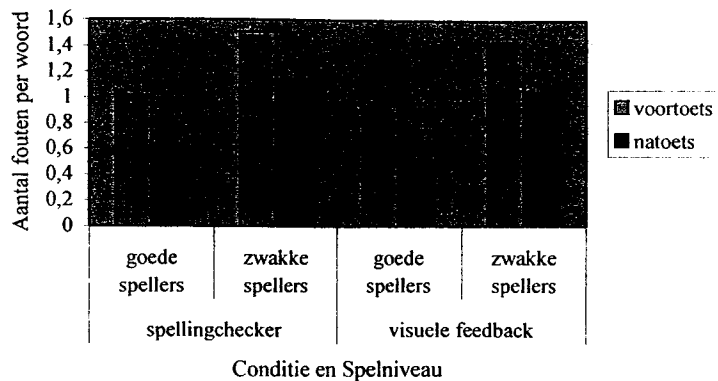 Aantal fouten per woord
1,6
1,4
1,2
1
0,8
0,6
0,4
0,2
0
voortoets
natoets
goede spellers
zwakke spellers
goede spellers
zwakke spellers
spellingchecker
visuele feedback
Conditie en Spelniveau